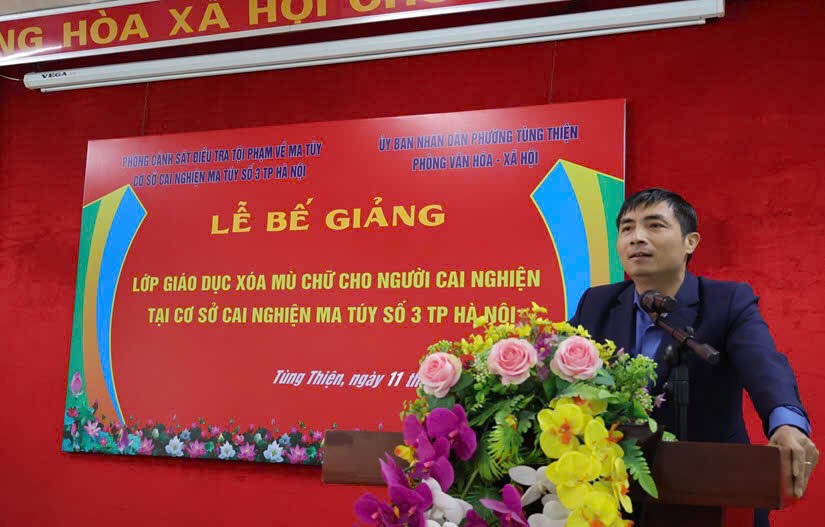 NG HÒA XÃ HỘI CH
VEGA
PHÒNG CẢNH SÁT ĐIỀU TRA TỘI PHẠM VỀ MA TÚY
CƠ SỞ CAI NGHIỆN MA TÚY SỐ 3 TP HÀ NỘI
ỦY BAN NHÂN DÂN PHƯỜNG TÙNG THIỆN
PHÒNG VĂN HÓA - XÃ HỘI
LỄ BẾ GIẢNG
LỚP GIÁO DỤC XÓA MÙ CHỮ CHO NGƯỜI CAI NGHIỆN
TẠI CƠ SỞ CAI NGHIỆN MA TÚY SỐ 3 TP HÀ NỘI
Tùng Thiện, ngày 11 th